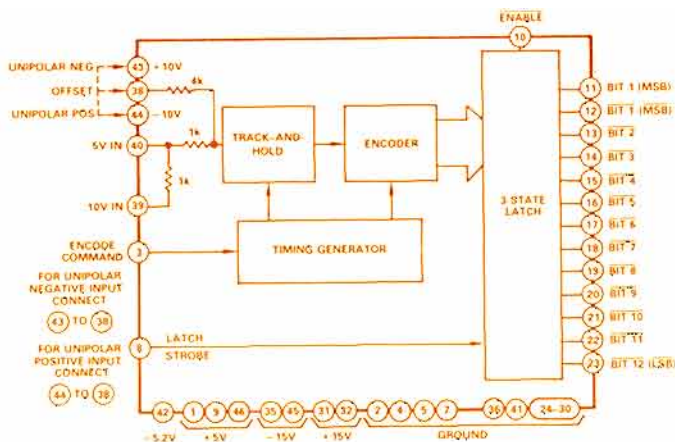 ENABLE
10
UNIPOLAR NEG 43 +10V
OFFSET 38 4k
UNIPOLAR POS 44 -10V
5V IN 40 1k
1k
10V IN 39
TRACK-AND-
HOLD
ENCODER
3 STATE
LATCH
TIMING GENERATOR
ENCODE
COMMAND
3
FOR UNIPOLAR
NEGATIVE INPUT
CONNECT
43 TO 38
FOR UNIPOLAR
POSITIVE INPUT
CONNECT
44 TO 38
8 LATCH
STROBE
11 BIT 1 (MSB)
12 BIT 1 (MSB)
13 BIT 2
14 BIT 3
15 BIT 4
16 BIT 5
17 BIT 6
18 BIT 7
19 BIT 8
20 BIT 9
21 BIT 10
22 BIT 11
23 BIT 12 (LSB)
42 1 9 46 35 45 31 32 2 4 5 7 36 41 24-30
-5.2V +5V -15V +15V GROUND